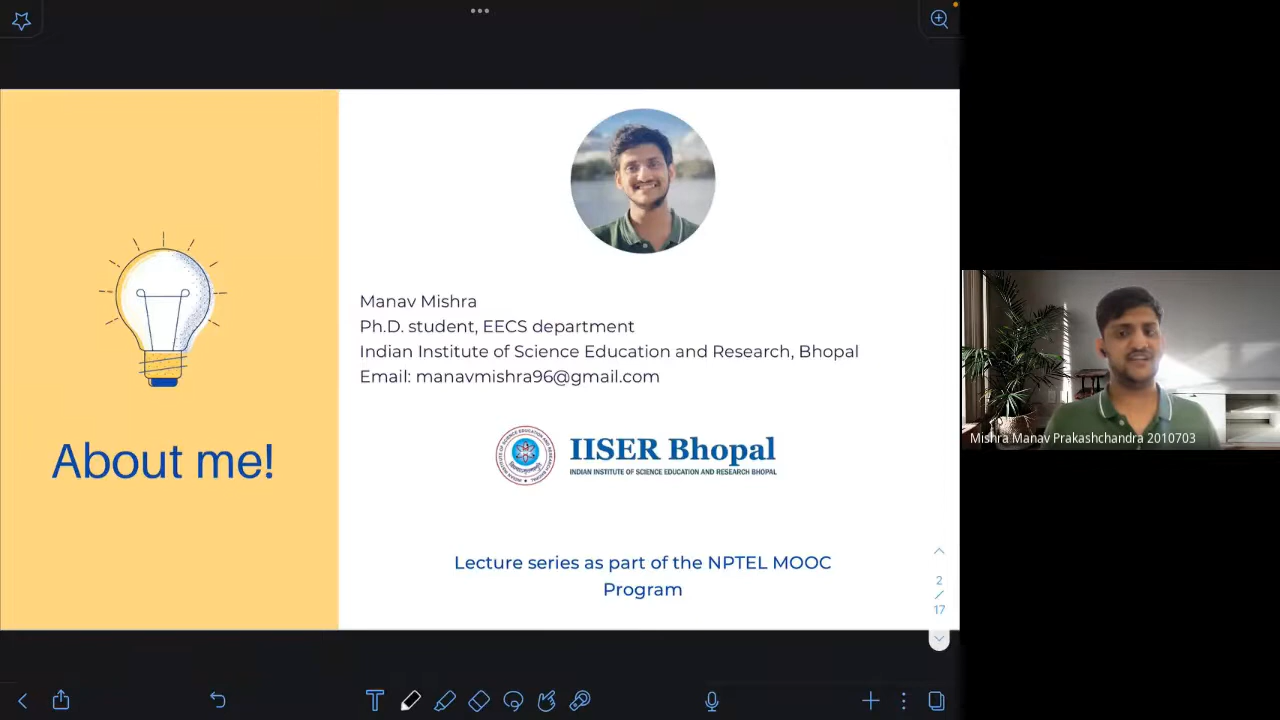 Manav Mishra
Ph.D. student, EECS department
Indian Institute of Science Education and Research, Bhopal
Email: manavmishra96@gmail.com
About me!
IISER Bhopal
INDIAN INSTITUTE OF SCIENCE EDUCATION AND RESEARCH BHOPAL
Lecture series as part of the NPTEL MOOC
Program
2
/
17
Mishra Manav Prakashchandra 2010703
T